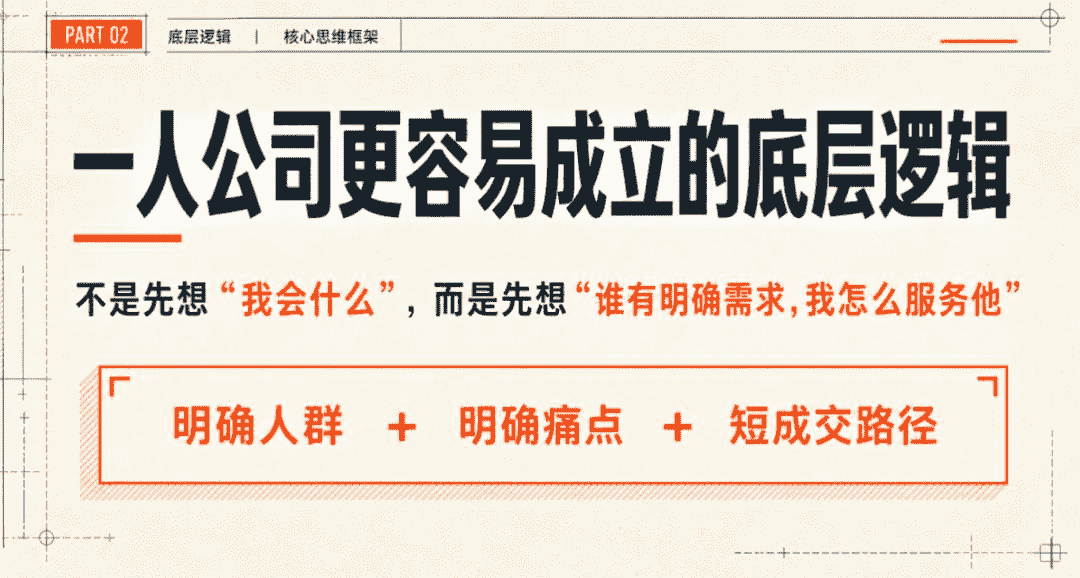 PART 02
底层逻辑 | 核心思维框架
一人公司更容易成立的底层逻辑
不是先想“我会什么”，而是先想“谁有明确需求,我怎么服务他”
明确人群 + 明确痛点 + 短成交路径